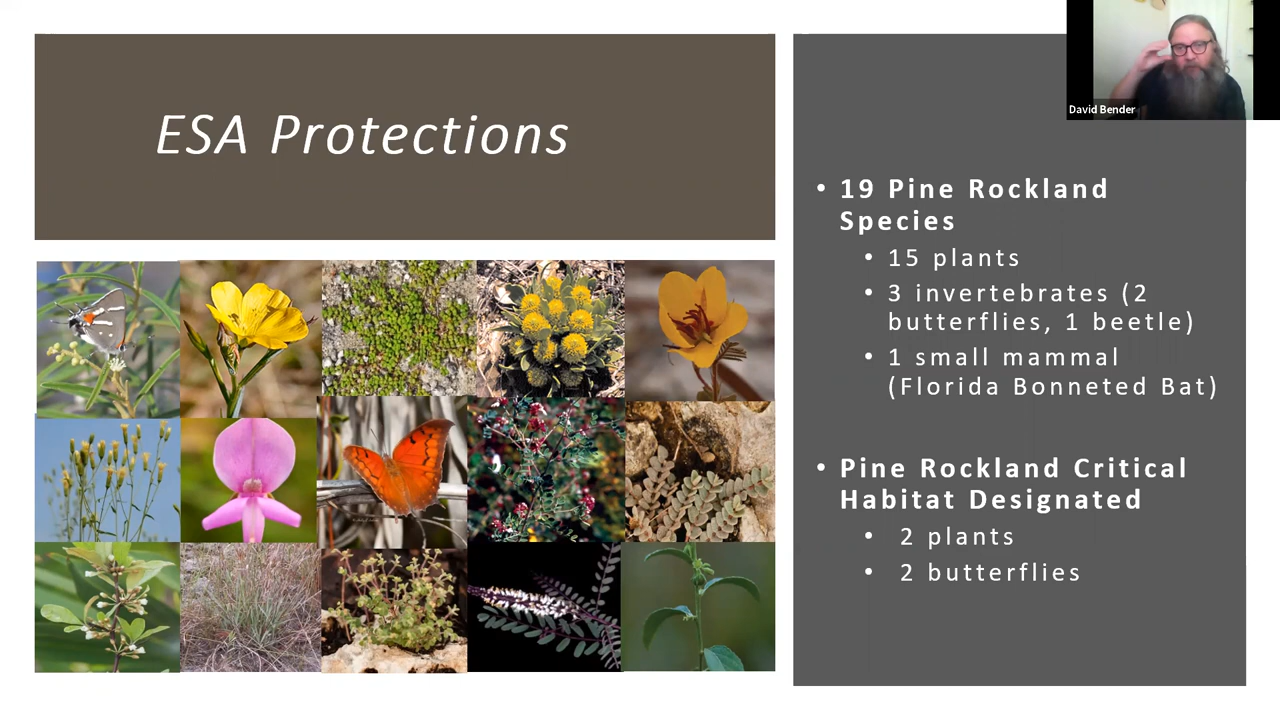 ESA Protections
David Bender
• 19 Pine Rockland
Species
• 15 plants
• 3 invertebrates (2
butterflies, 1 beetle)
• 1 small mammal
(Florida Bonneted Bat)
• Pine Rockland Critical
Habitat Designated
• 2 plants
• 2 butterflies